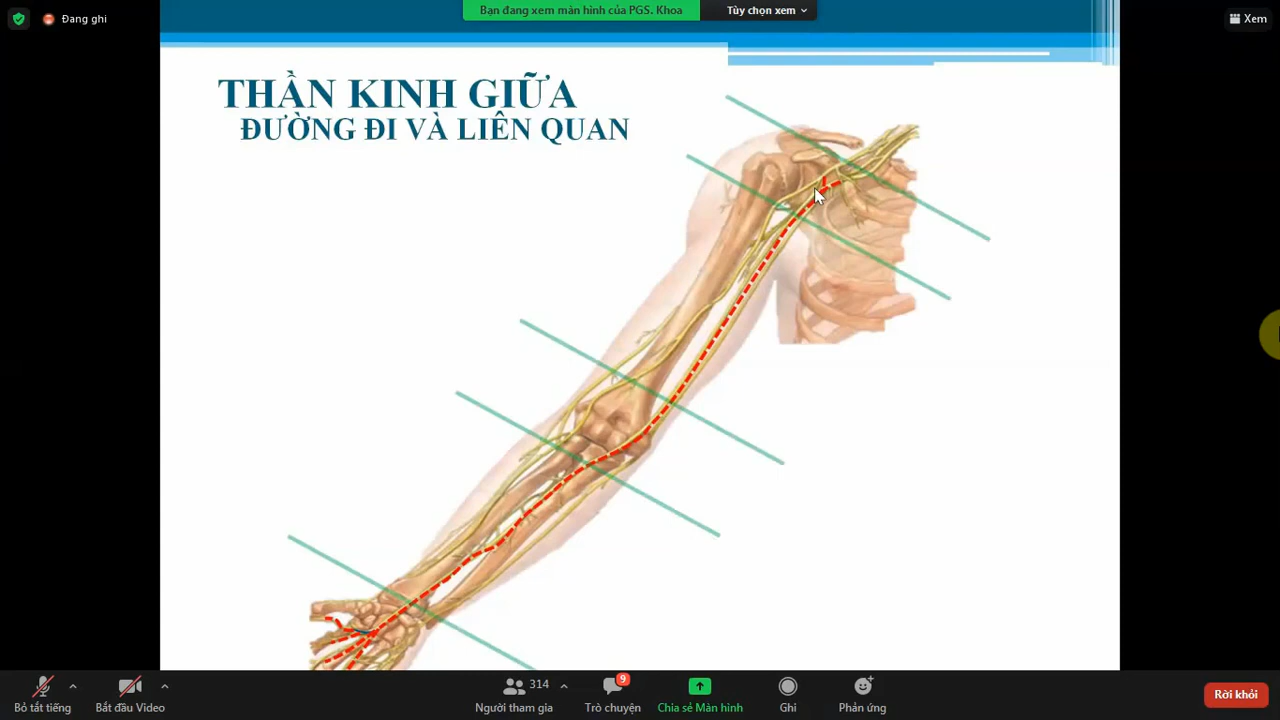 Đang ghi
Bạn đang xem màn hình của PGS. Khoa
Tùy chọn xem
Xem
THẦN KINH GIỮA
ĐƯỜNG ĐI VÀ LIÊN QUAN
Bỏ tắt tiếng
Bắt đầu Video
314
Người tham gia
9
Trò chuyện
Chia sẻ Màn hình
Ghi
Phản ứng
Rời khỏi